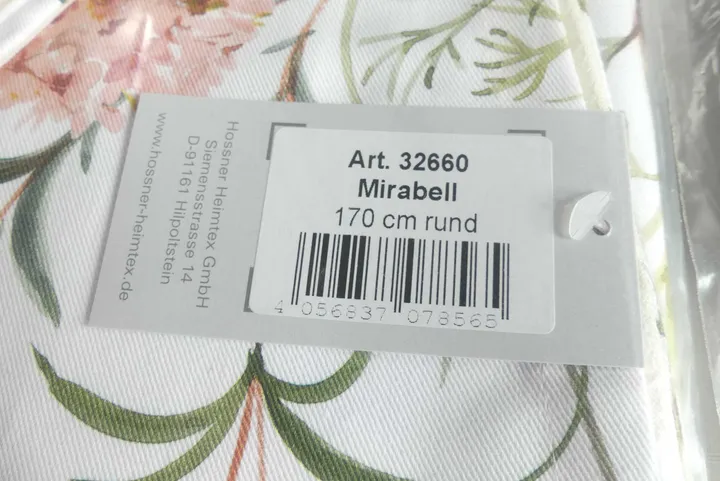 Art. 32660
Mirabell
170 cm rund
4 056837 078565
Hossner Heimtex GmbH
Siemensstrasse 14
D-91161 Hilpoltstein
www.hossner-heimtex.de